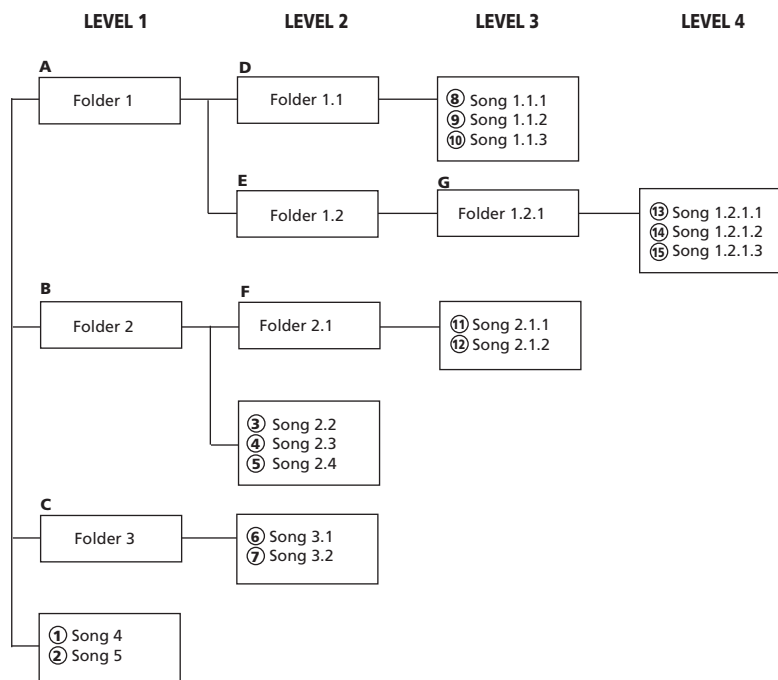 LEVEL 1 LEVEL 2 LEVEL 3 LEVEL 4
A
Folder 1
D
Folder 1.1
8 Song 1.1.1
9 Song 1.1.2
10 Song 1.1.3
E
Folder 1.2
G
Folder 1.2.1
13 Song 1.2.1.1
14 Song 1.2.1.2
15 Song 1.2.1.3
B
Folder 2
F
Folder 2.1
11 Song 2.1.1
12 Song 2.1.2
3 Song 2.2
4 Song 2.3
5 Song 2.4
C
Folder 3
6 Song 3.1
7 Song 3.2
1 Song 4
2 Song 5